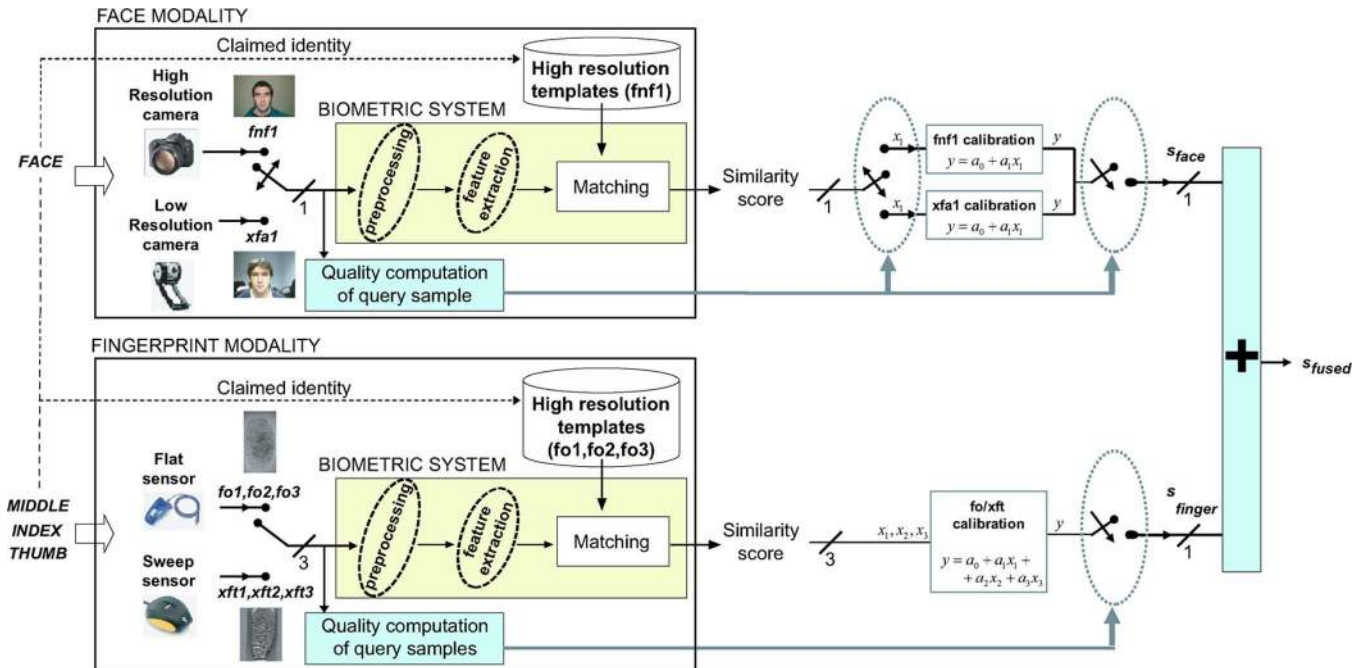 FACE MODALITY
Claimed identity
High
Resolution
camera
fnf1
FACE
Low
Resolution
camera
xfa1
1
BIOMETRIC SYSTEM
preprocessing
feature
extraction
High resolution
templates (fnf1)
Matching
Quality computation
of query sample
Similarity
score
1
x₁
fnf1 calibration
y = a₀ + a₁x₁
y
x₁
xfa1 calibration
y = a₀ + a₁x₁
y
s_face
1
+
s_fused
FINGERPRINT MODALITY
Claimed identity
Flat
sensor
fo1,fo2,fo3
MIDDLE
INDEX
THUMB
Sweep
sensor
xft1,xft2,xft3
3
BIOMETRIC SYSTEM
preprocessing
feature
extraction
High resolution
templates
(fo1,fo2,fo3)
Matching
Quality computation
of query samples
Similarity
score
3
x₁, x₂, x₃
fo/xft
calibration
y = a₀ + a₁x₁ +
+ a₂x₂ + a₃x₃
y
s
finger
1